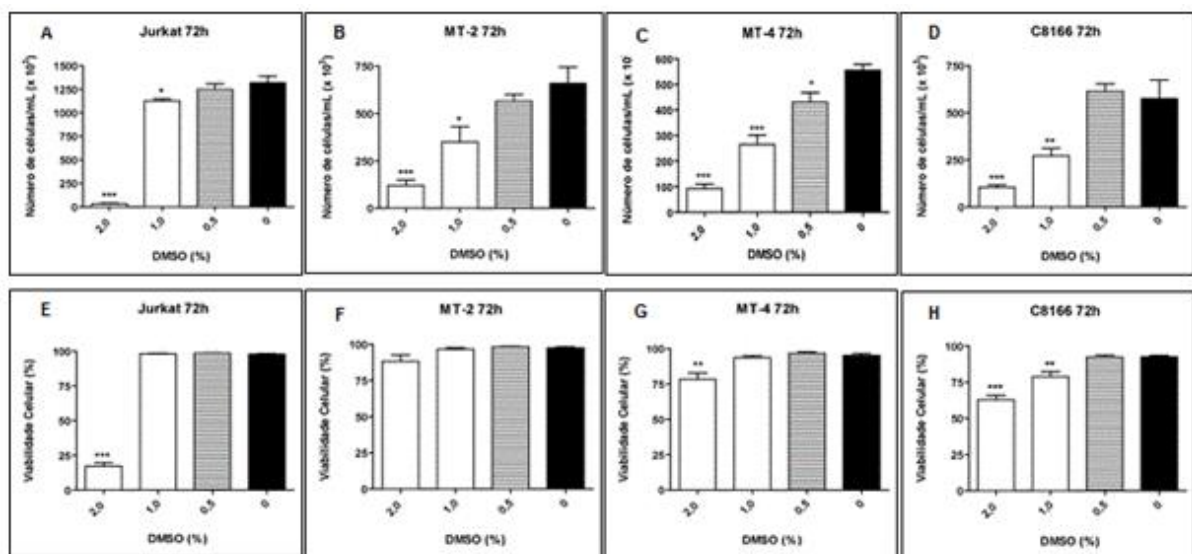 A
Jurkat 72h
Número de células/mL (x 10³)
1500
1250
1000
750
500
250
0
***
*
2,0
1,0
0,5
0
DMSO (%)
B
MT-2 72h
Número de células/mL (x 10³)
750
500
250
0
***
*
2,0
1,0
0,5
0
DMSO (%)
C
MT-4 72h
Número de células/mL (x 10
600
500
400
300
200
100
0
***
***
*
2,0
1,0
0,5
0
DMSO (%)
D
C8166 72h
Número de células/mL (x 10³)
750
500
250
0
***
**
2,0
1,0
0,5
0
DMSO (%)
E
Jurkat 72h
Viabilidade Celular (%)
100
75
50
25
0
***
2,0
1,0
0,5
0
DMSO (%)
F
MT-2 72h
Viabilidade Celular (%)
100
75
50
25
0
2,0
1,0
0,5
0
DMSO (%)
G
MT-4 72h
Viabilidade Celular (%)
100
75
50
25
0
**
2,0
1,0
0,5
0
DMSO (%)
H
C8166 72h
Viabilidade Celular (%)
100
75
50
25
0
***
**
2,0
1,0
0,5
0
DMSO (%)